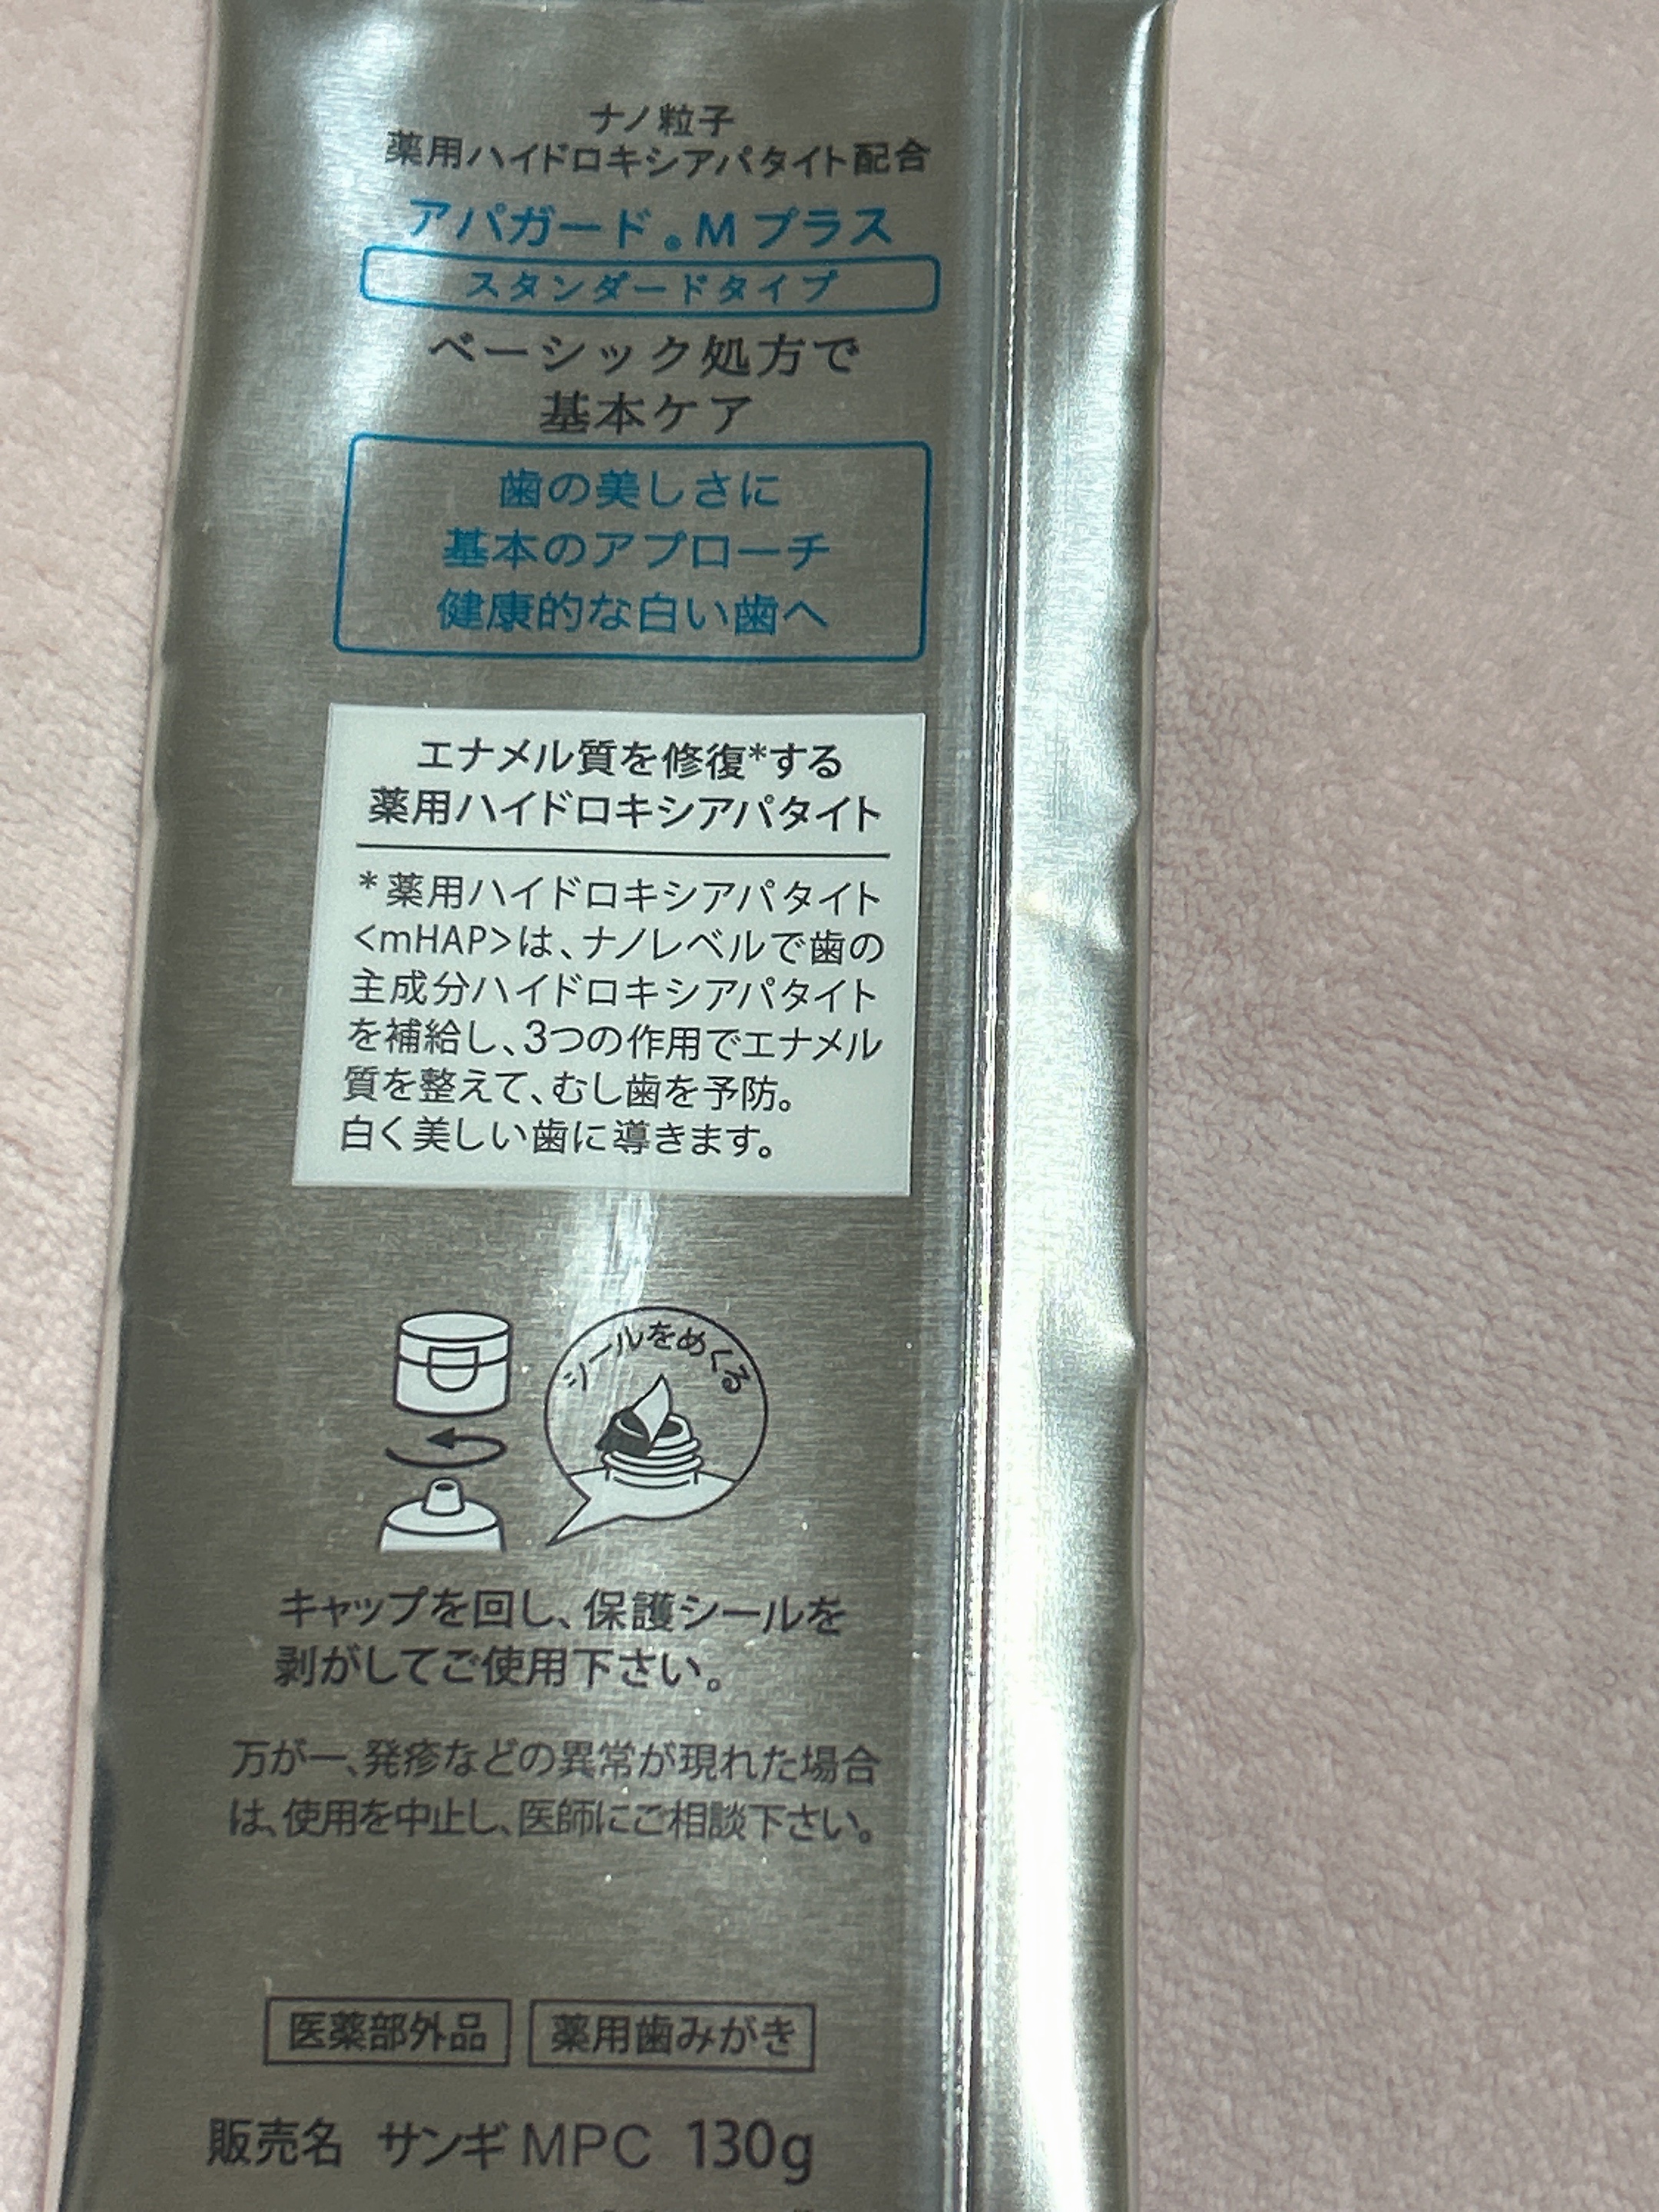 ナノ粒子
薬用ハイドロキシアパタイト配合
アパガード®Mプラス
スタンダードタイプ
ベーシック処方で
基本ケア
歯の美しさに
基本のアプローチ
健康的な白い歯へ
エナメル質を修復*する
薬用ハイドロキシアパタイト
*薬用ハイドロキシアパタイト
<mHAP>は、ナノレベルで歯の
主成分ハイドロキシアパタイト
を補給し、3つの作用でエナメル
質を整えて、むし歯を予防。
白く美しい歯に導きます。
シールをめくる
キャップを回し、保護シールを
剥がしてご使用下さい。
万が一、発疹などの異常が現れた場合
は、使用を中止し、医師にご相談下さい。
医薬部外品 薬用歯みがき
販売名 サンギMPC 130g